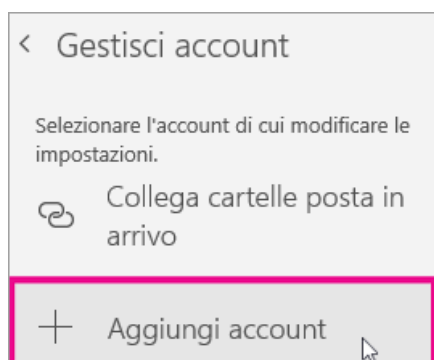 Gestisci account
Selezionare l'account di cui modificare le
impostazioni.
Collega cartelle posta in
arrivo
Aggiungi account